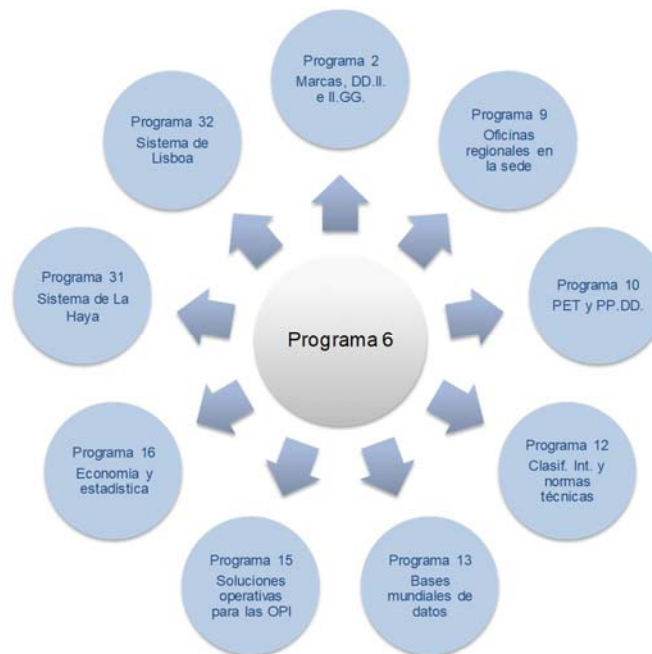 Programa 2
Marcas, DD.II.
e II.GG.
Programa 9
Oficinas
regionales en
la sede
Programa 10
PET y PP.DD.
Programa 12
Clasif. Int. y
normas
técnicas
Programa 13
Bases
mundiales de
datos
Programa 15
Soluciones
operativas
para las OPI
Programa 16
Economía y
estadística
Programa 31
Sistema de La
Haya
Programa 32
Sistema de
Lisboa
Programa 6